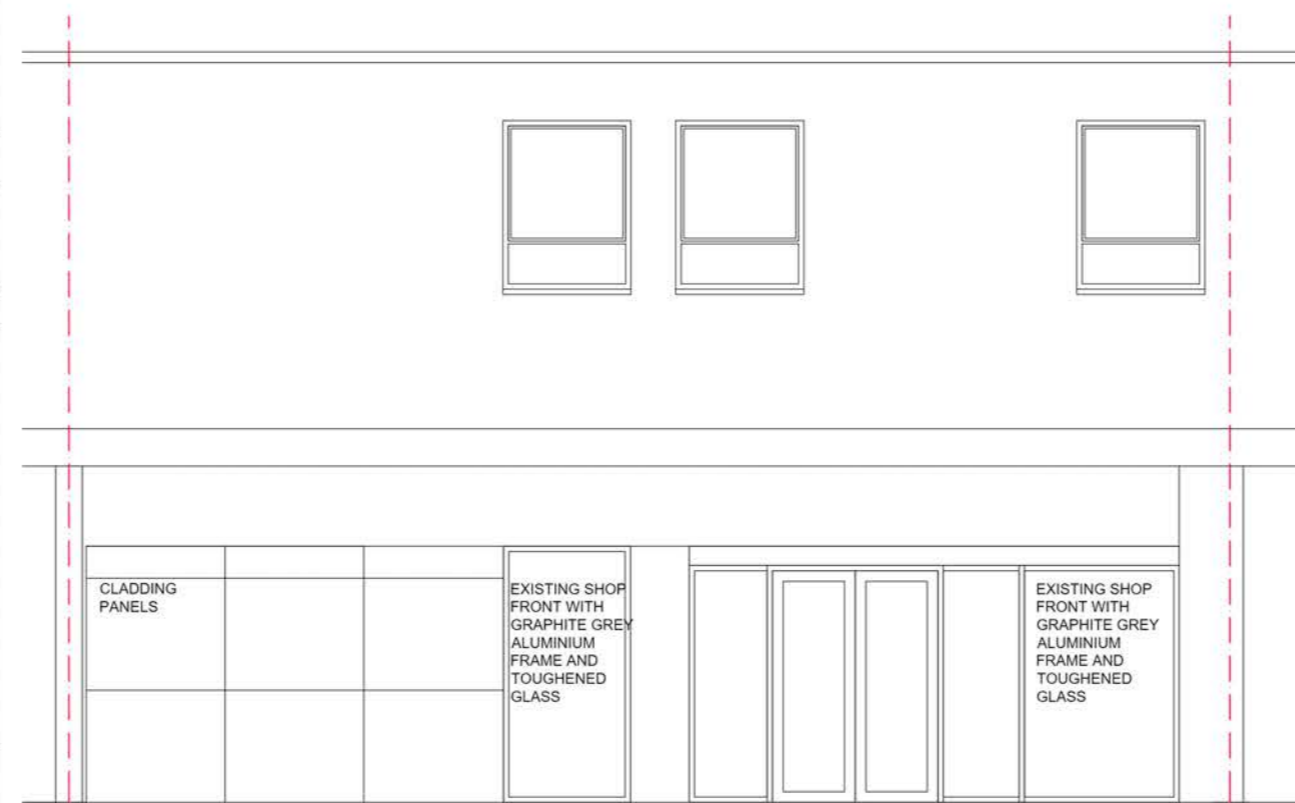 CLADDING
PANELS
EXISTING SHOP
FRONT WITH
GRAPHITE GREY
ALUMINIUM
FRAME AND
TOUGHENED
GLASS
EXISTING SHOP
FRONT WITH
GRAPHITE GREY
ALUMINIUM
FRAME AND
TOUGHENED
GLASS